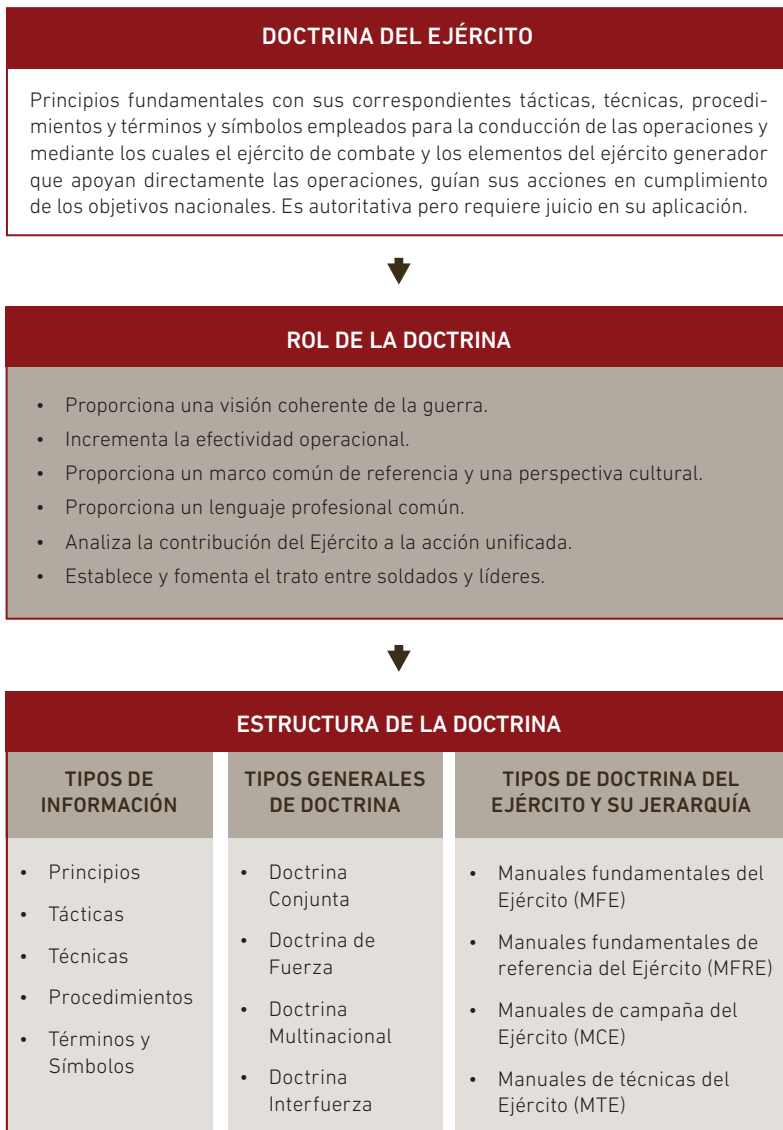 DOCTRINA DEL EJÉRCITO
Principios fundamentales con sus correspondientes tácticas, técnicas, procedi-
mientos y términos y símbolos empleados para la conducción de las operaciones y
mediante los cuales el ejército de combate y los elementos del ejército generador
que apoyan directamente las operaciones, guían sus acciones en cumplimiento
de los objetivos nacionales. Es autoritativa pero requiere juicio en su aplicación.
ROL DE LA DOCTRINA
• Proporciona una visión coherente de la guerra.
• Incrementa la efectividad operacional.
• Proporciona un marco común de referencia y una perspectiva cultural.
• Proporciona un lenguaje profesional común.
• Analiza la contribución del Ejército a la acción unificada.
• Establece y fomenta el trato entre soldados y líderes.
ESTRUCTURA DE LA DOCTRINA
TIPOS DE
INFORMACIÓN
• Principios
• Tácticas
• Técnicas
• Procedimientos
• Términos y
Símbolos
TIPOS GENERALES
DE DOCTRINA
• Doctrina
Conjunta
• Doctrina de
Fuerza
• Doctrina
Multinacional
• Doctrina
Interfuerza
TIPOS DE DOCTRINA DEL
EJÉRCITO Y SU JERARQUÍA
• Manuales fundamentales del
Ejército (MFE)
• Manuales fundamentales de
referencia del Ejército (MFRE)
• Manuales de campaña del
Ejército (MCE)
• Manuales de técnicas del
Ejército (MTE)